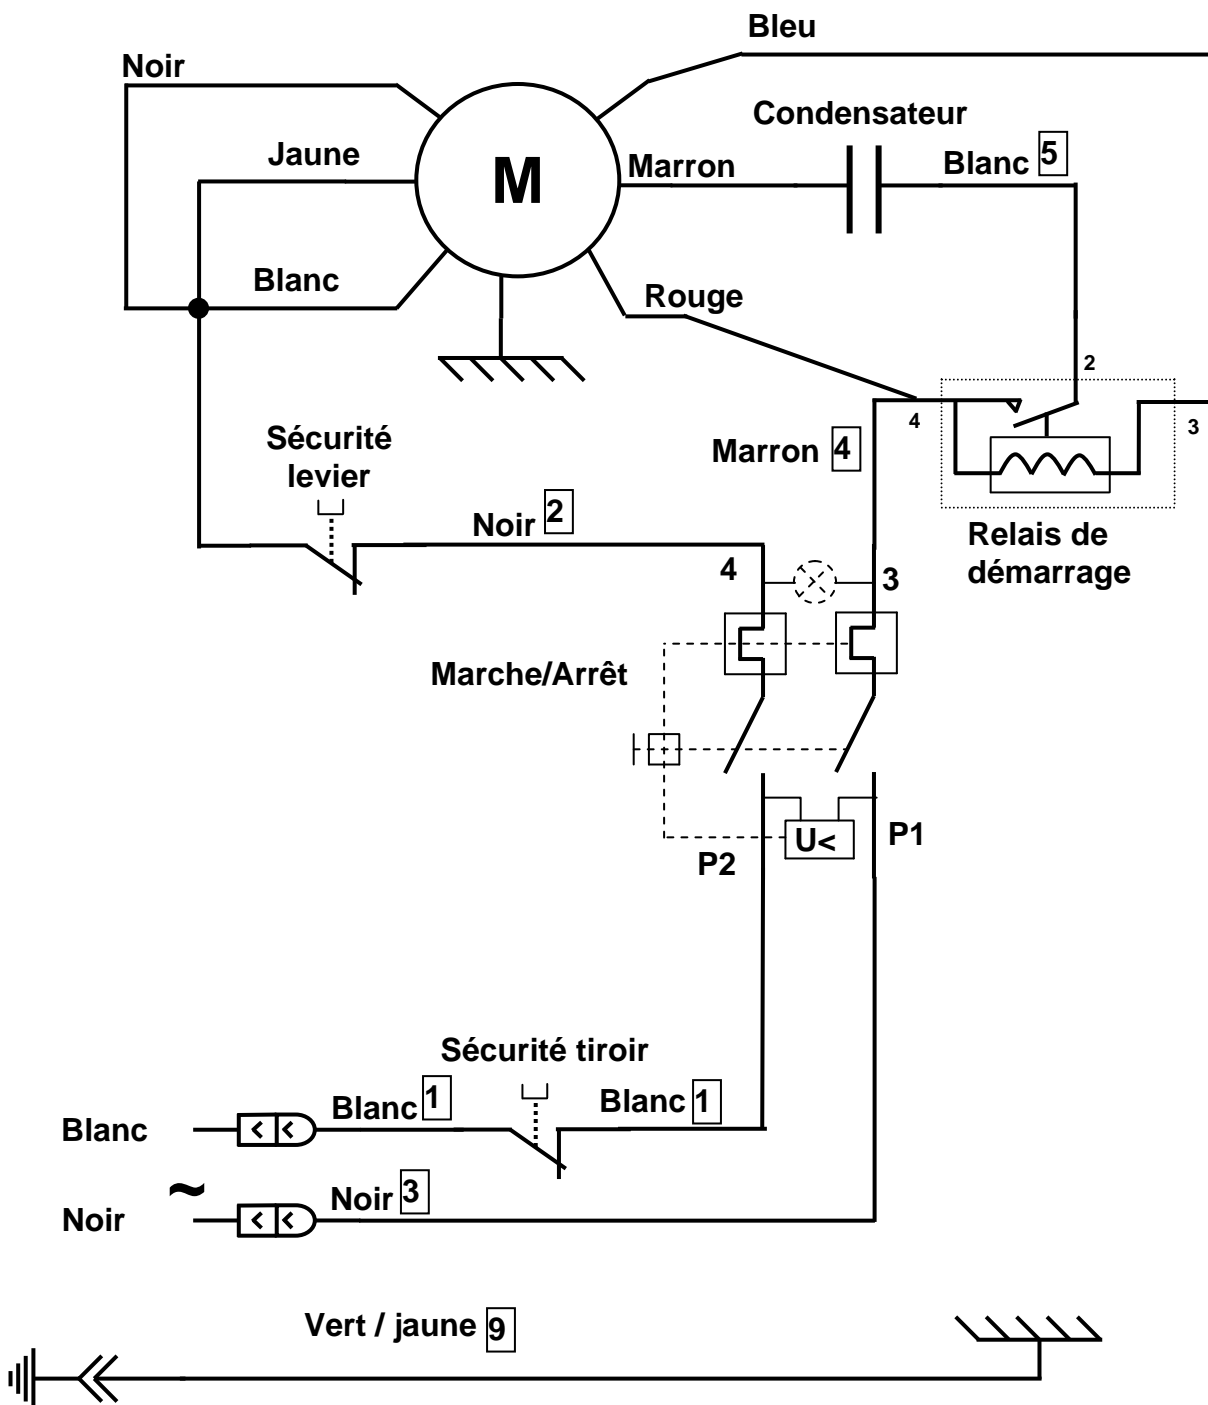 Bleu
Noir
Condensateur
Jaune
M
Marron
Blanc 5
Blanc
Rouge
2
4
3
Sécurité
levier
Marron 4
Noir 2
Relais de
démarrage
4
3
Marche/Arrêt
U<
P1
P2
Sécurité tiroir
Blanc 1
Blanc 1
Blanc
~
Noir 3
Noir
Vert / jaune 9